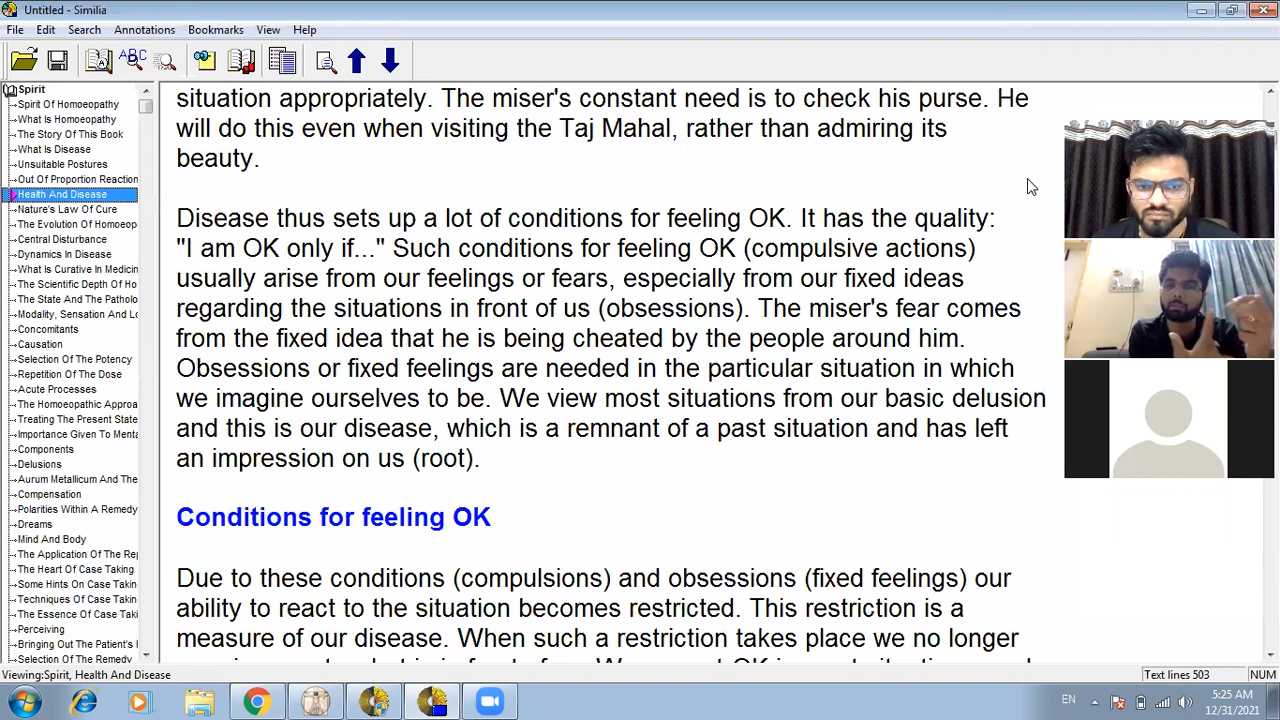 Untitled - Similia
File Edit Search Annotations Bookmarks View Help
Spirit
Spirit Of Homoeopathy
What Is Homoeopathy
The Story Of This Book
What Is Disease
Unsuitable Postures
Out Of Proportion Reaction
Health And Disease
Nature's Law Of Cure
The Evolution Of Homoeop
Central Disturbance
Dynamics In Disease
What Is Curative In Medicin
The Scientific Depth Of Ho
The State And The Patholo
Modality, Sensation And Lo
Concomitants
Causation
Selection Of The Potency
Repetition Of The Dose
Acute Processes
The Homoeopathic Approa
Treating The Present State
Importance Given To Menta
Components
Delusions
Aurum Metallicum And The
Compensation
Polarities Within A Remedy
Dreams
Mind And Body
The Application Of The Rep
The Heart Of Case Taking
Some Hints On Case Takin
Techniques Of Case Takin
The Essence Of Case Taki
Perceiving
Bringing Out The Patient's I
Selection Of The Remedy
situation appropriately. The miser's constant need is to check his purse. He
will do this even when visiting the Taj Mahal, rather than admiring its
beauty.
Disease thus sets up a lot of conditions for feeling OK. It has the quality:
"I am OK only if..." Such conditions for feeling OK (compulsive actions)
usually arise from our feelings or fears, especially from our fixed ideas
regarding the situations in front of us (obsessions). The miser's fear comes
from the fixed idea that he is being cheated by the people around him.
Obsessions or fixed feelings are needed in the particular situation in which
we imagine ourselves to be. We view most situations from our basic delusion
and this is our disease, which is a remnant of a past situation and has left
an impression on us (root).
Conditions for feeling OK
Due to these conditions (compulsions) and obsessions (fixed feelings) our
ability to react to the situation becomes restricted. This restriction is a
measure of our disease. When such a restriction takes place we no longer
Viewing:Spirit, Health And Disease
Text lines 503
NUM
EN
5:25 AM
12/31/2021